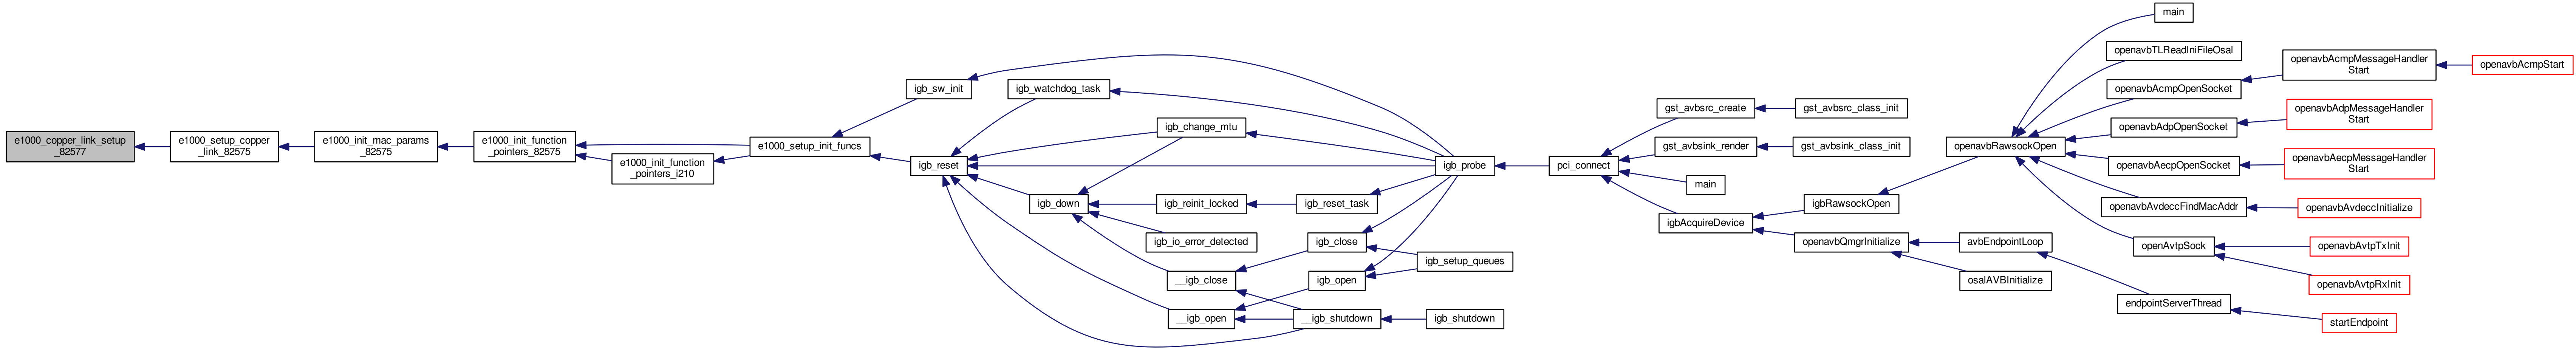 e1000_copper_link_setup
_82577
e1000_setup_copper
_link_82575
e1000_init_mac_params
_82575
e1000_init_function
_pointers_82575
e1000_init_function
_pointers_i210
e1000_setup_init_funcs
igb_sw_init
igb_reset
igb_watchdog_task
igb_change_mtu
igb_down
igb_reinit_locked
igb_reset_task
igb_io_error_detected
igb_close
igb_setup_queues
__igb_close
igb_open
__igb_open
__igb_shutdown
igb_shutdown
igb_probe
pci_connect
gst_avbsrc_create
gst_avbsrc_class_init
gst_avbsink_render
gst_avbsink_class_init
main
igbAcquireDevice
igbRawsockOpen
openavbQmgrInitialize
avbEndpointLoop
osalAVBInitialize
openavbRawsockOpen
main
openavbTLReadIniFileOsal
openavbAcmpOpenSocket
openavbAcmpMessageHandler
Start
openavbAcmpStart
openavbAdpOpenSocket
openavbAdpMessageHandler
Start
openavbAecpOpenSocket
openavbAecpMessageHandler
Start
openavbAvdeccFindMacAddr
openavbAvdeccInitialize
openAvtpSock
openavbAvtpTxInit
openavbAvtpRxInit
endpointServerThread
startEndpoint